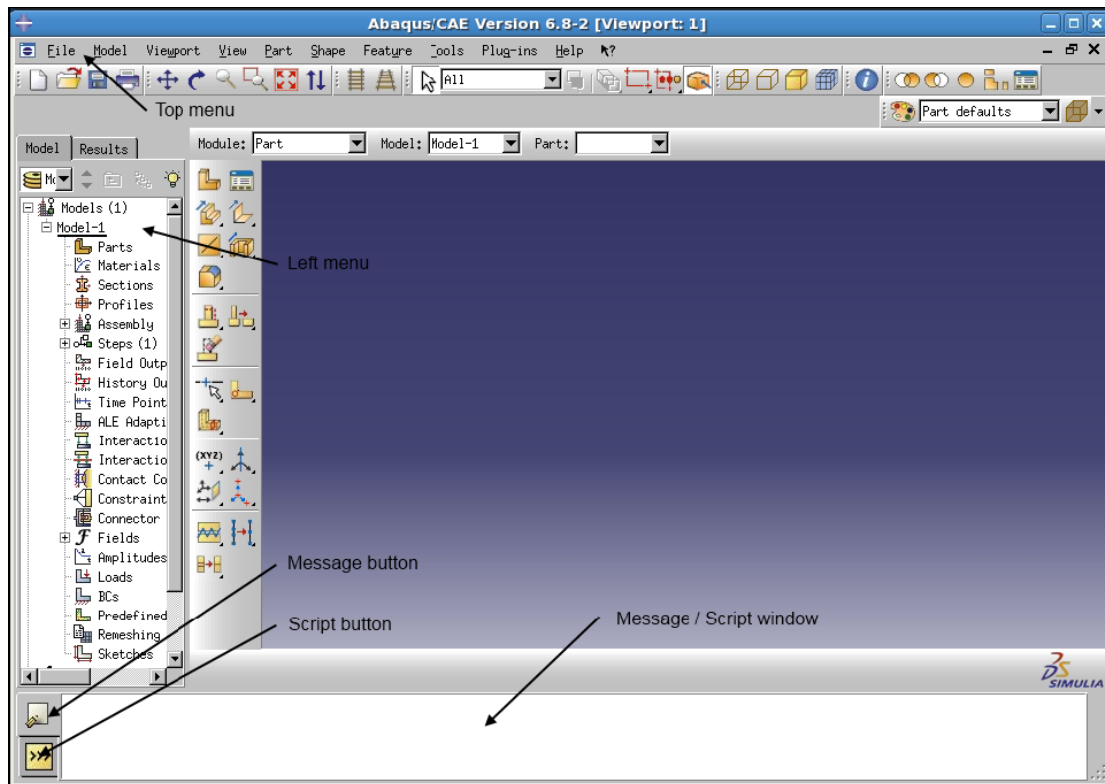 Abaqus/CAE Version 6.8-2 [Viewport: 1]
File Model Viewport View Part Shape Feature Tools Plug-ins Help
All
Top menu
Part defaults
Model Results
Module: Part Model: Model-1 Part:
Mo
Models (1)
Model-1
Parts
Left menu
Materials
Sections
Profiles
Assembly
Steps (1)
Field Outp
History Ou
Time Point
ALE Adapti
Interactio
Interactio
(XYZ)
Contact Co
Constraint
Connector
Fields
Amplitudes
Message button
Loads
BCs
Predefined
Script button
Message / Script window
Remeshing
Sketches
SIMULIA
>>>